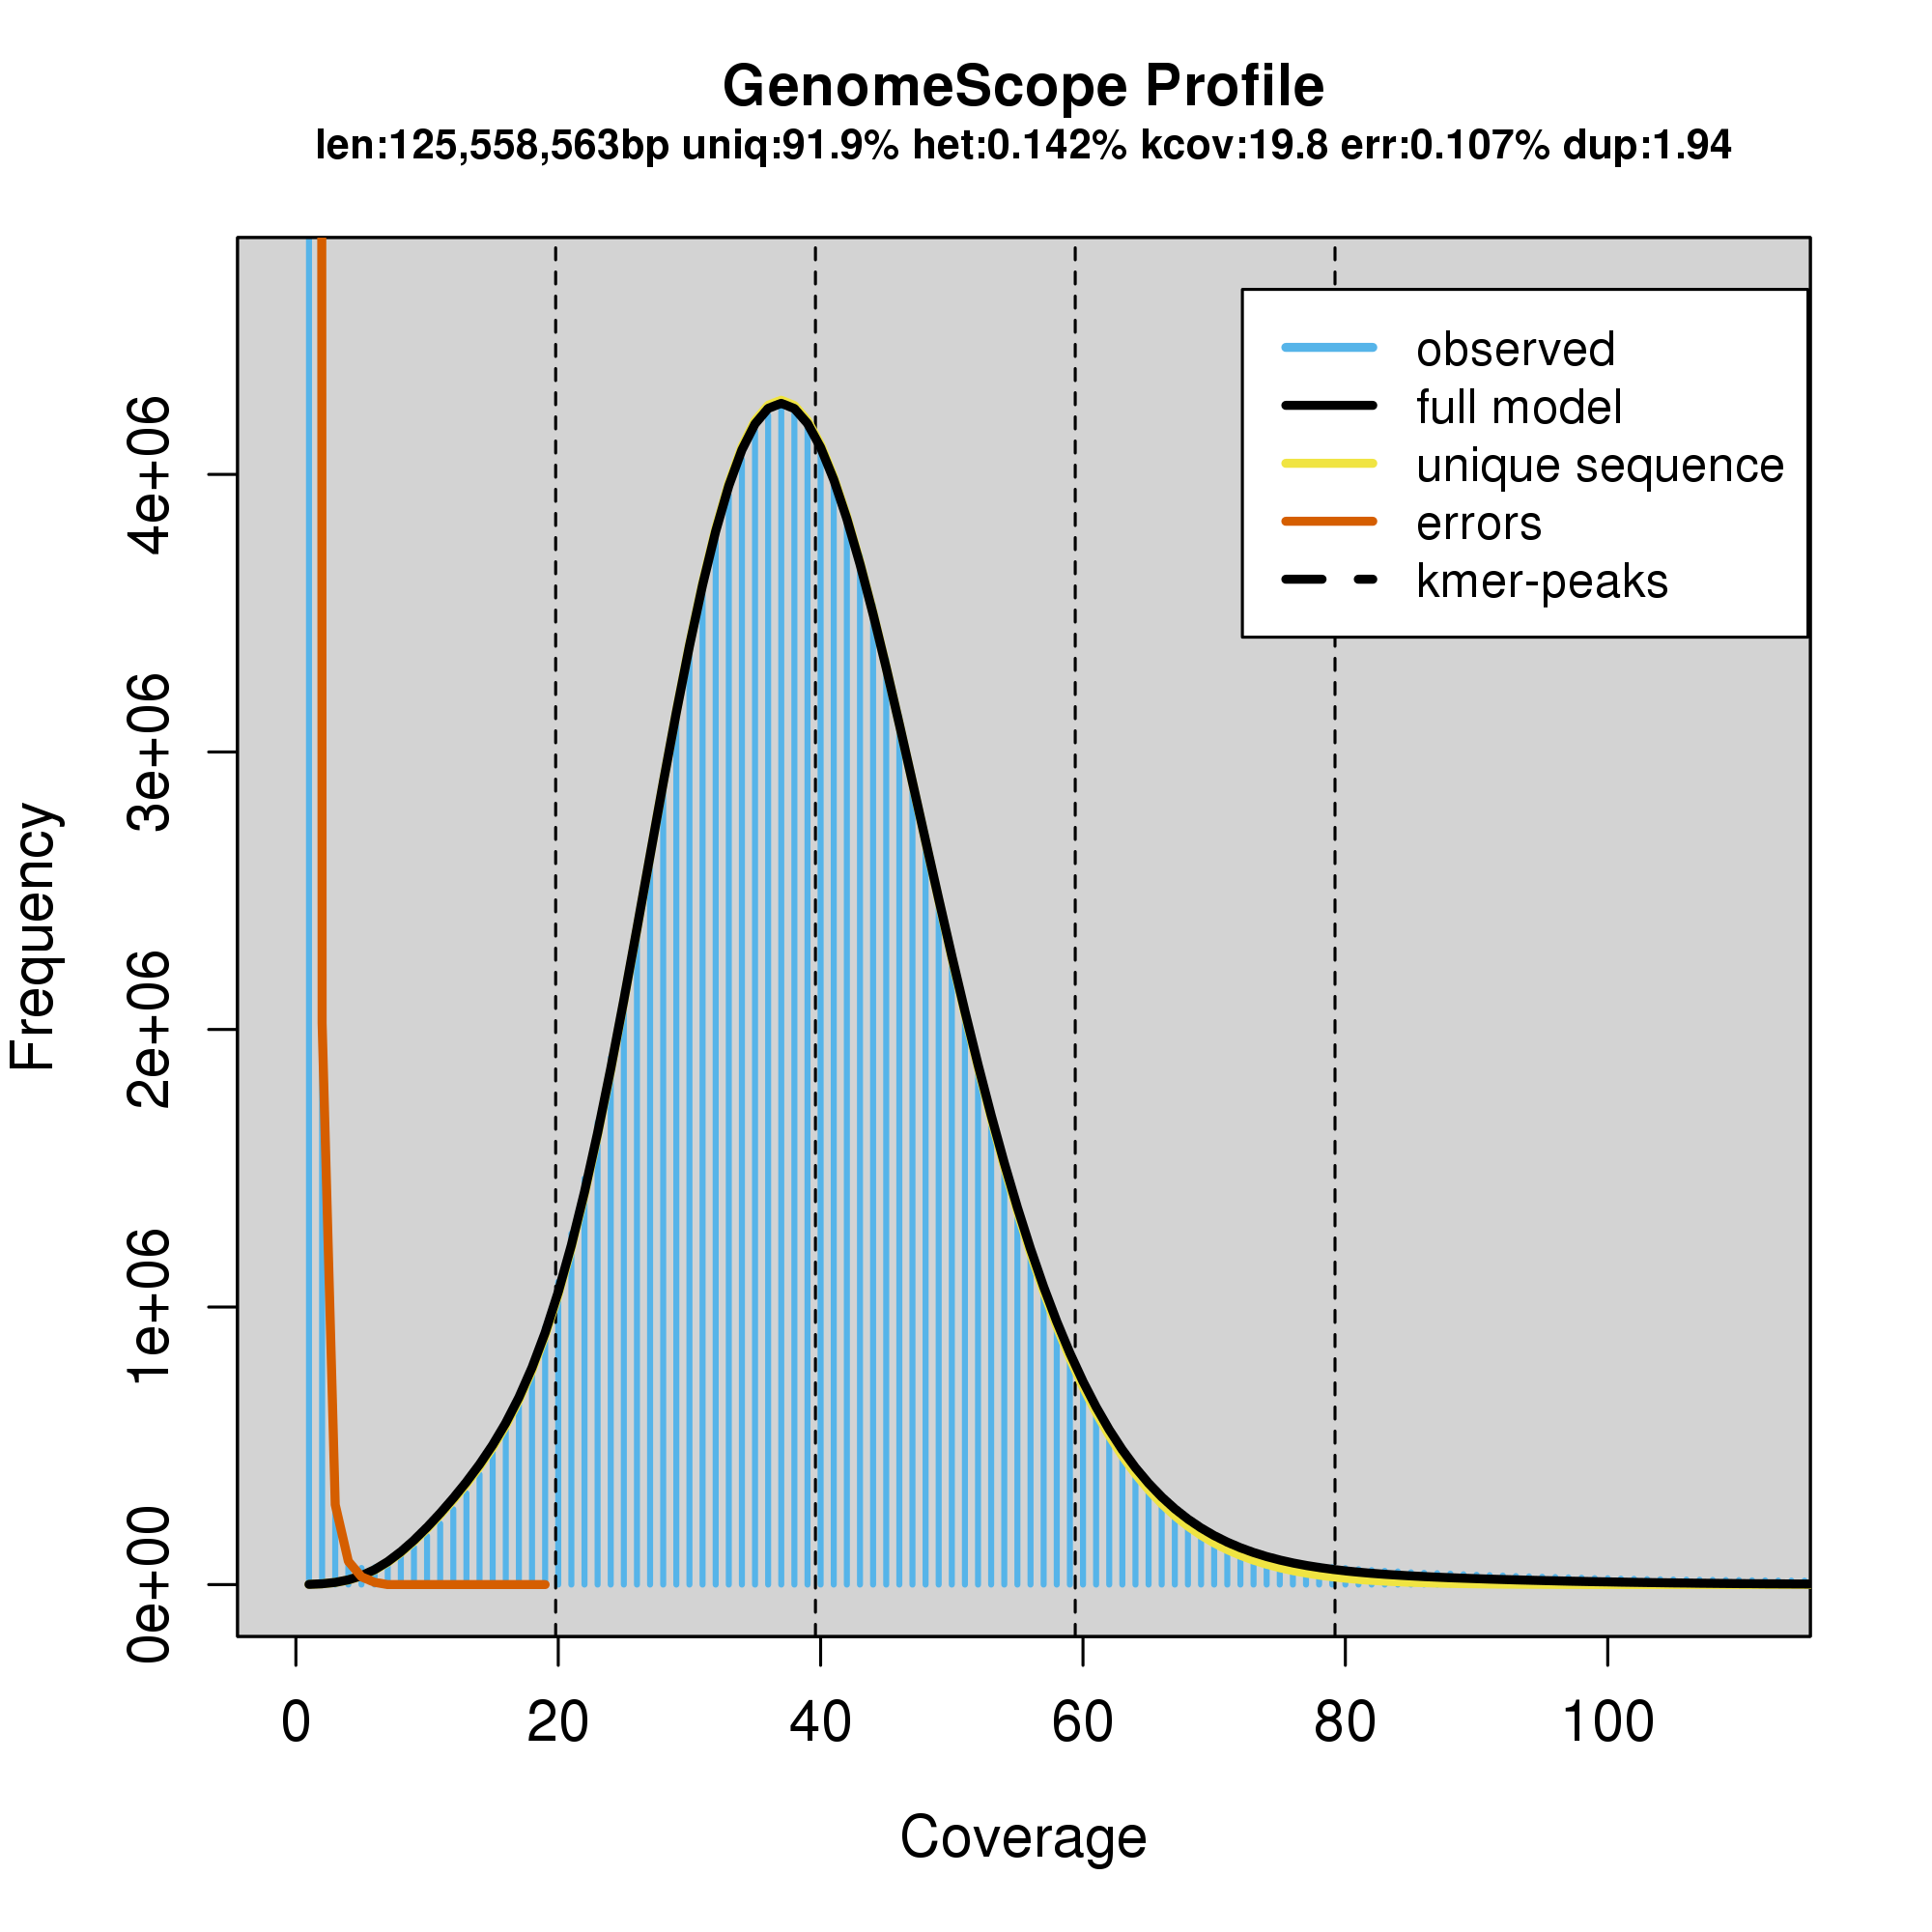 GenomeScope Profile
len:125,558,563bp uniq:91.9% het:0.142% kcov:19.8 err:0.107% dup:1.94
observed
full model
unique sequence
errors
kmer-peaks
Frequency
4e+06
3e+06
2e+06
1e+06
0e+00
0 20 40 60 80 100
Coverage